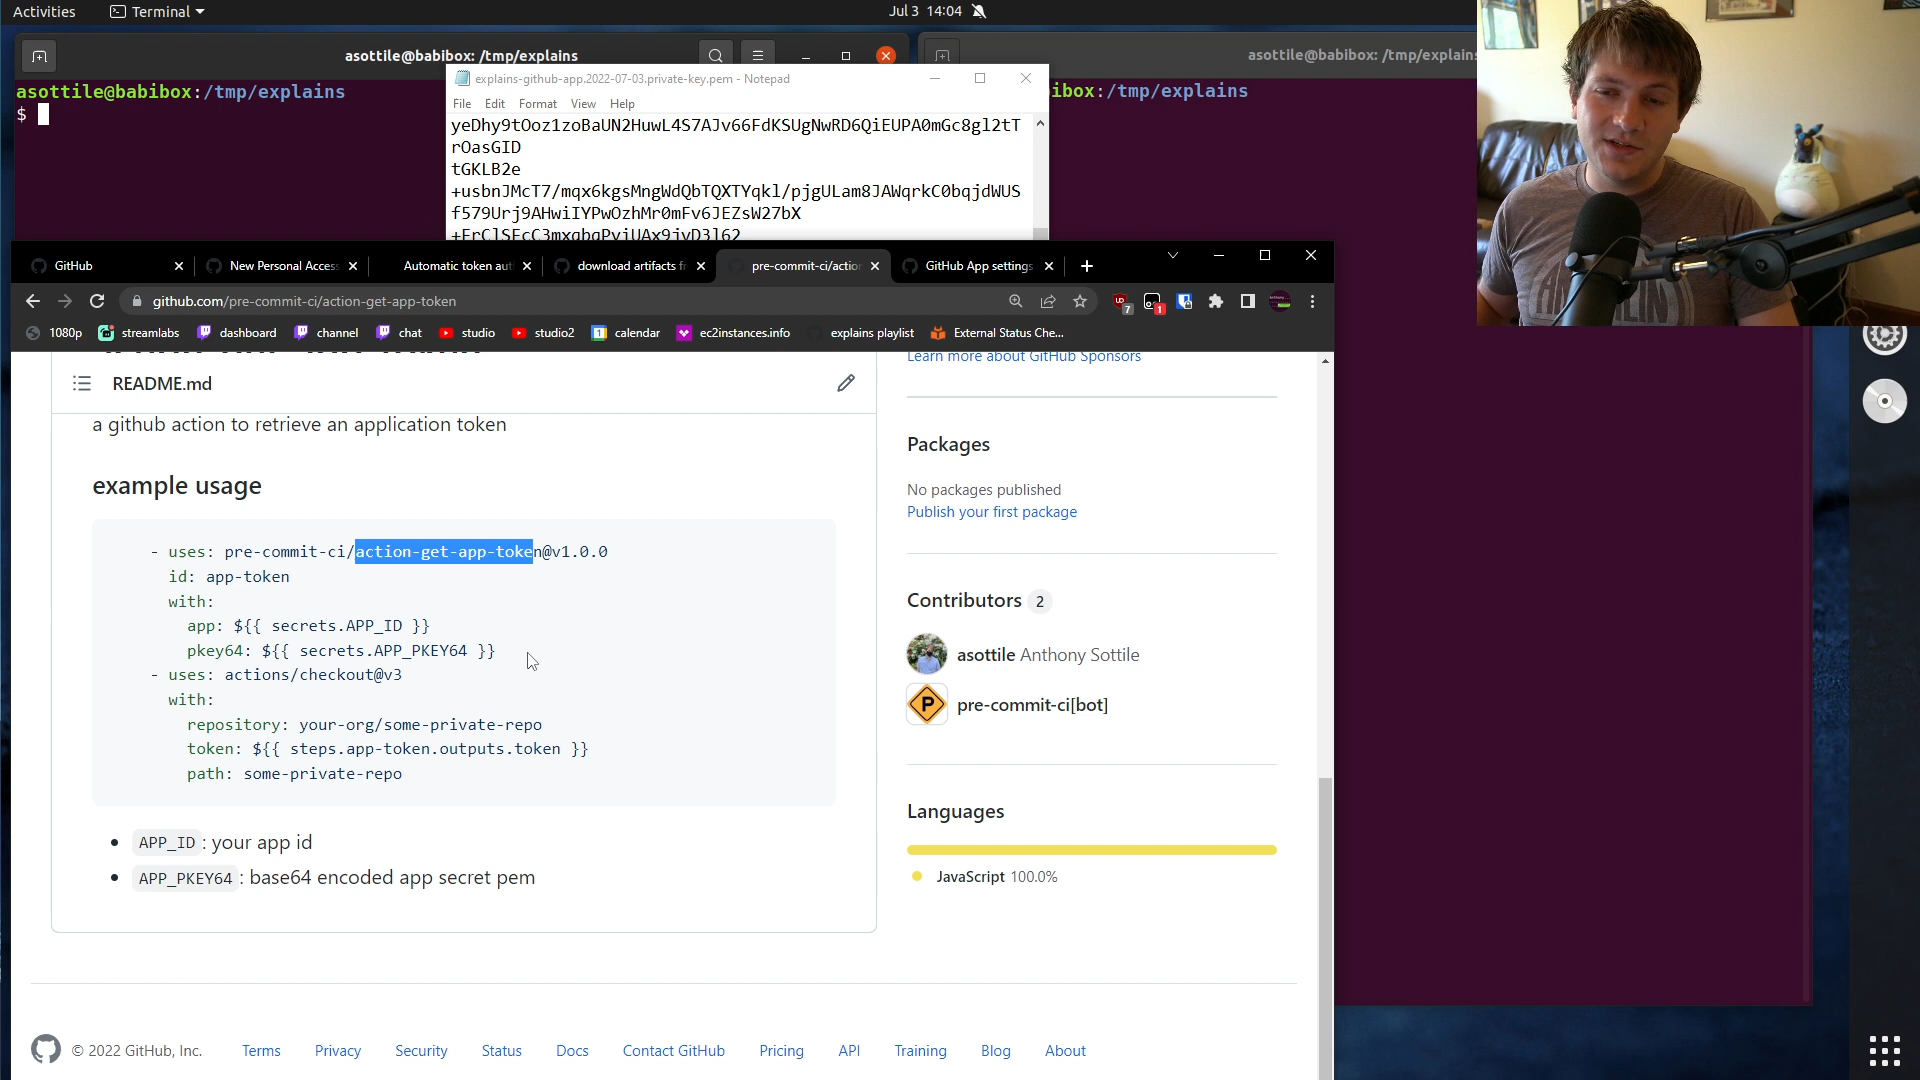 Activities
Terminal
Jul 3 14:04
asottile@babibox: /tmp/explains
asottile@babibox: /tmp/explains
asottile@babibox:/tmp/explains
$
ibox:/tmp/explains
explains-github-app.2022-07-03.private-key.pem - Notepad
File Edit Format View Help
yeDhy9tOoz1zoBaUN2HuwL4S7AJv66FdKSUgNwRD6QiEUPA0mGc8gl2tT
rOasGID
tGKLB2e
+usbnJMcT7/mqx6kgsMngWdQbTQXTYqkl/pjgULam8JAWqrkC0bqjdWUS
f579Urj9AHwiIYPwOzhMr0mFv6JEZsW27bX
GitHub
New Personal Access
Automatic token aut
download artifacts fr
pre-commit-ci/action
GitHub App settings
github.com/pre-commit-ci/action-get-app-token
7
1
1080p
streamlabs
dashboard
channel
chat
studio
studio2
calendar
ec2instances.info
explains playlist
External Status Che...
README.md
a github action to retrieve an application token
example usage
- uses: pre-commit-ci/action-get-app-token@v1.0.0
id: app-token
with:
app: ${{ secrets.APP_ID }}
pkey64: ${{ secrets.APP_PKEY64 }}
- uses: actions/checkout@v3
with:
repository: your-org/some-private-repo
token: ${{ steps.app-token.outputs.token }}
path: some-private-repo
APP_ID : your app id
APP_PKEY64 : base64 encoded app secret pem
Learn more about GitHub Sponsors
Packages
No packages published
Publish your first package
Contributors 2
asottile Anthony Sottile
pre-commit-ci[bot]
Languages
JavaScript 100.0%
© 2022 GitHub, Inc.
Terms
Privacy
Security
Status
Docs
Contact GitHub
Pricing
API
Training
Blog
About